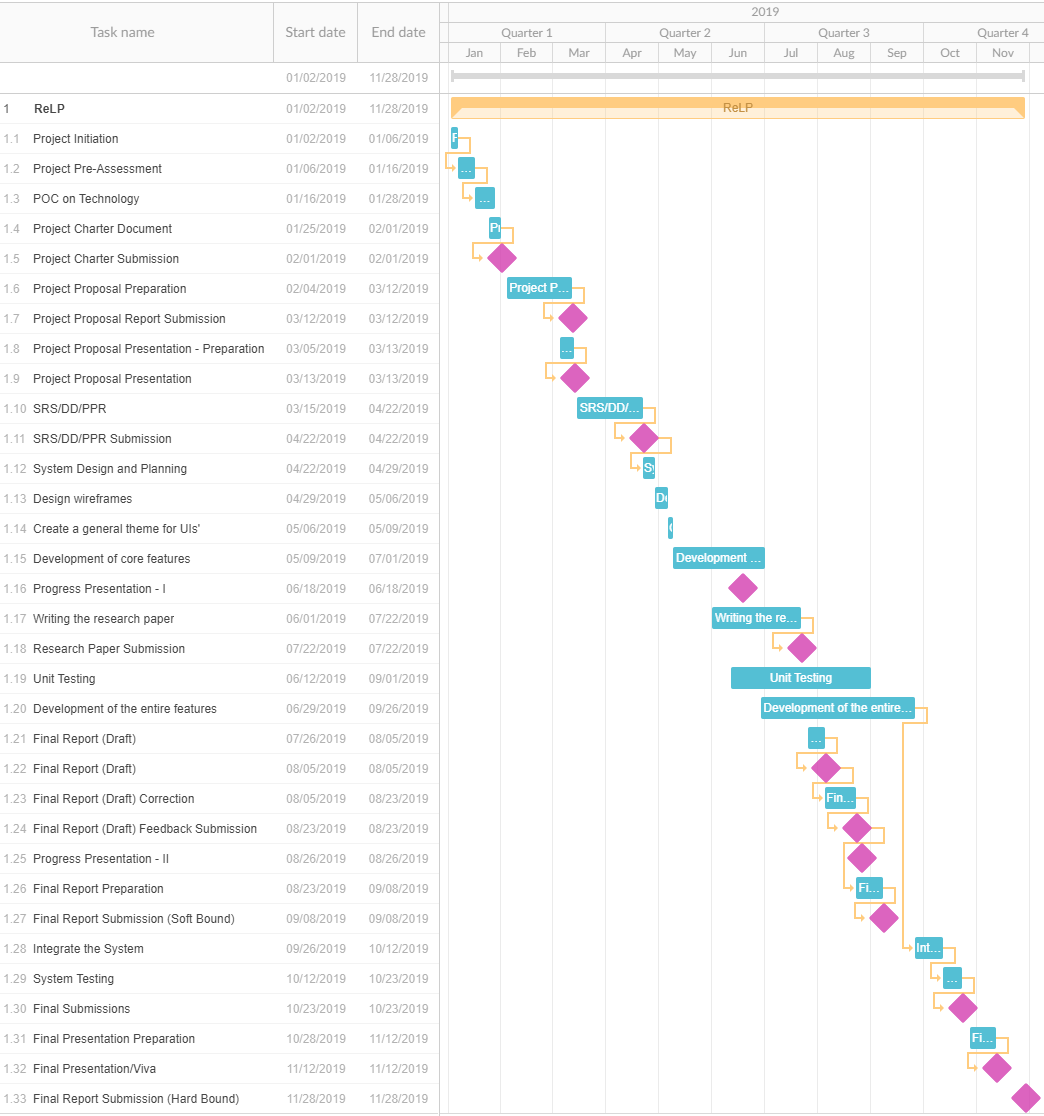 2019
Task name Start date End date Quarter 1 Quarter 2 Quarter 3 Quarter 4
Jan Feb Mar Apr May Jun Jul Aug Sep Oct Nov
01/02/2019 11/28/2019
1 ReLP 01/02/2019 11/28/2019 ReLP
1.1 Project Initiation 01/02/2019 01/06/2019
1.2 Project Pre-Assessment 01/06/2019 01/16/2019 ...
1.3 POC on Technology 01/16/2019 01/28/2019 ...
1.4 Project Charter Document 01/25/2019 02/01/2019
1.5 Project Charter Submission 02/01/2019 02/01/2019
1.6 Project Proposal Preparation 02/04/2019 03/12/2019 Project P...
1.7 Project Proposal Report Submission 03/12/2019 03/12/2019
1.8 Project Proposal Presentation - Preparation 03/05/2019 03/13/2019 ...
1.9 Project Proposal Presentation 03/13/2019 03/13/2019
1.10 SRS/DD/PPR 03/15/2019 04/22/2019 SRS/DD/...
1.11 SRS/DD/PPR Submission 04/22/2019 04/22/2019
1.12 System Design and Planning 04/22/2019 04/29/2019
1.13 Design wireframes 04/29/2019 05/06/2019
1.14 Create a general theme for UIs' 05/06/2019 05/09/2019
1.15 Development of core features 05/09/2019 07/01/2019 Development ...
1.16 Progress Presentation - I 06/18/2019 06/18/2019
1.17 Writing the research paper 06/01/2019 07/22/2019 Writing the re...
1.18 Research Paper Submission 07/22/2019 07/22/2019
1.19 Unit Testing 06/12/2019 09/01/2019 Unit Testing
1.20 Development of the entire features 06/29/2019 09/26/2019 Development of the entire...
1.21 Final Report (Draft) 07/26/2019 08/05/2019 ...
1.22 Final Report (Draft) 08/05/2019 08/05/2019
1.23 Final Report (Draft) Correction 08/05/2019 08/23/2019 Fin...
1.24 Final Report (Draft) Feedback Submission 08/23/2019 08/23/2019
1.25 Progress Presentation - II 08/26/2019 08/26/2019
1.26 Final Report Preparation 08/23/2019 09/08/2019 Fi...
1.27 Final Report Submission (Soft Bound) 09/08/2019 09/08/2019
1.28 Integrate the System 09/26/2019 10/12/2019 Int...
1.29 System Testing 10/12/2019 10/23/2019 ...
1.30 Final Submissions 10/23/2019 10/23/2019
1.31 Final Presentation Preparation 10/28/2019 11/12/2019 Fi...
1.32 Final Presentation/Viva 11/12/2019 11/12/2019
1.33 Final Report Submission (Hard Bound) 11/28/2019 11/28/2019